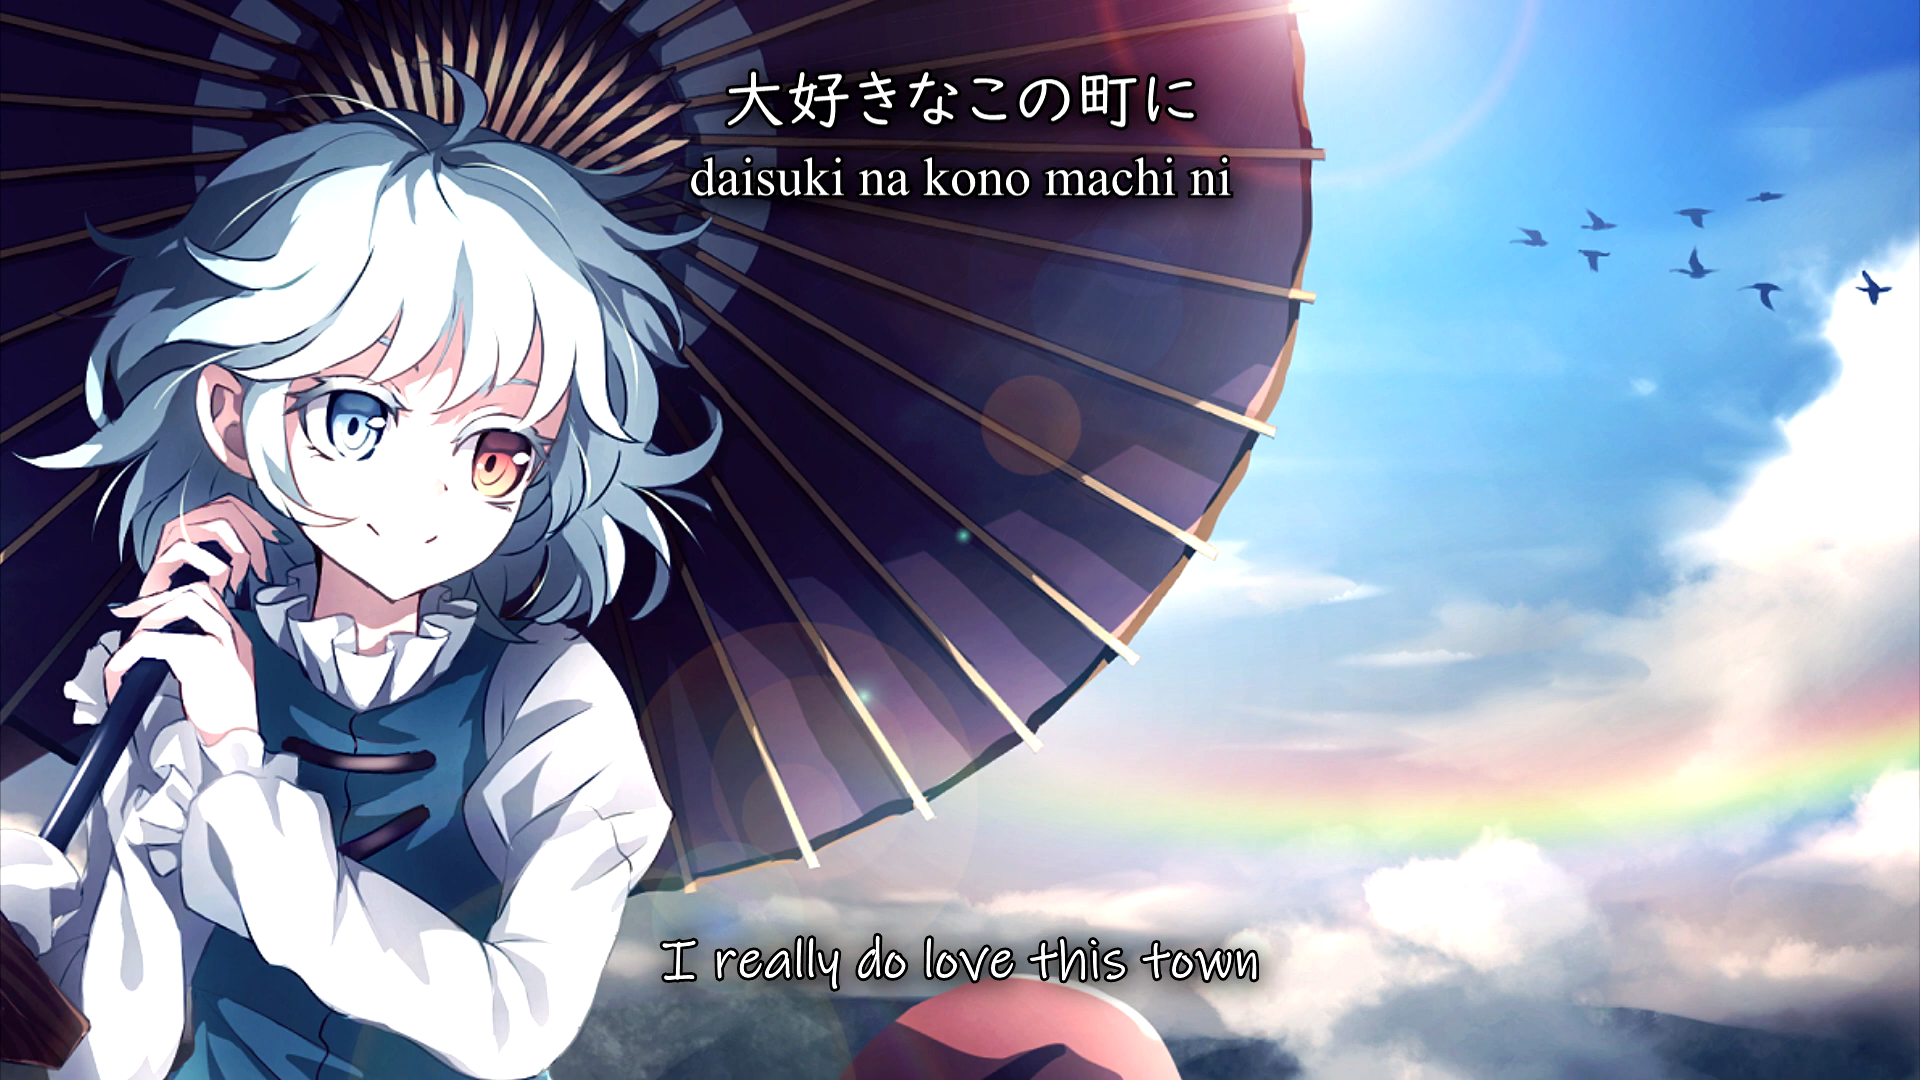 大好きなこの町に
daisuki na kono machi ni
I really do love this town